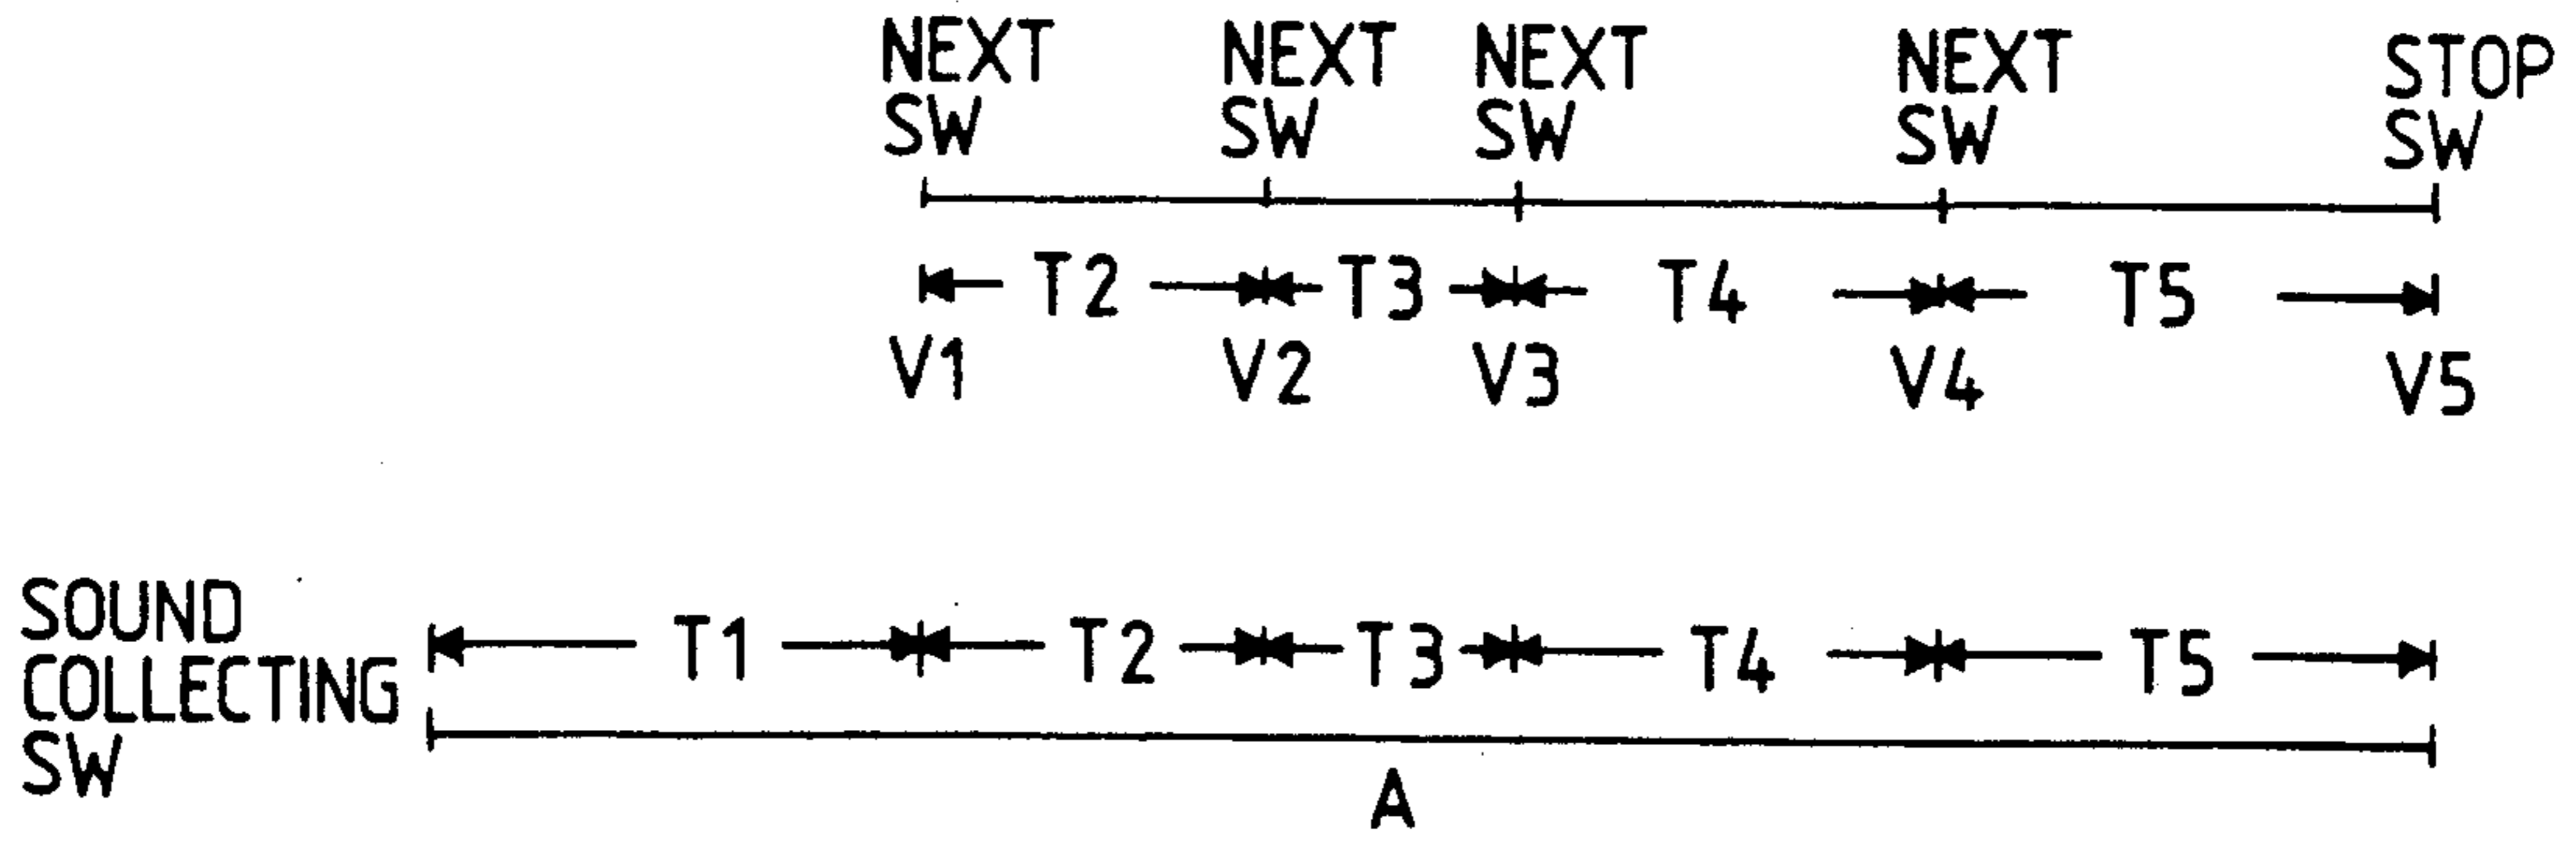 NEXT SW
NEXT SW
NEXT SW
NEXT SW
STOP SW
T2 T3 T4 T5
V1 V2 V3 V4 V5
SOUND COLLECTING SW
T1 T2 T3 T4 T5
A